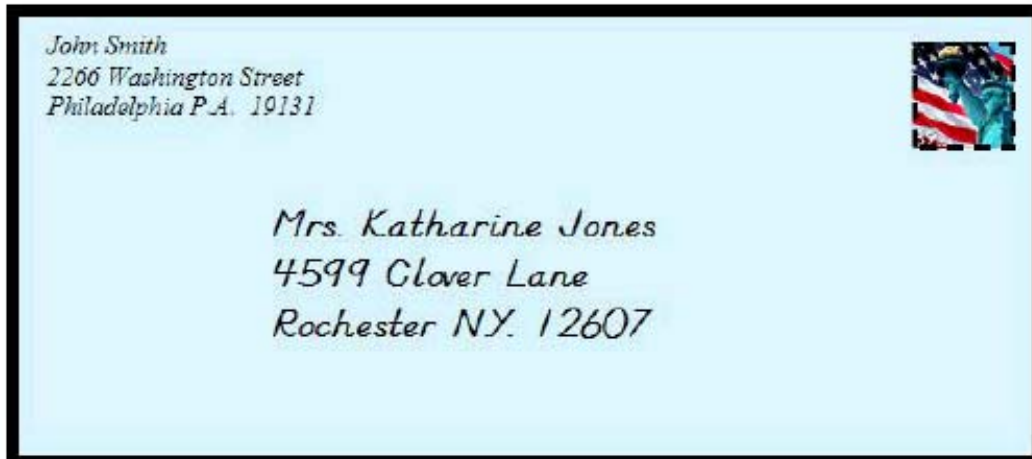 John Smith
2266 Washington Street
Philadelphia P.A. 19131
Mrs. Katharine Jones
4599 Clover Lane
Rochester NY. 12607